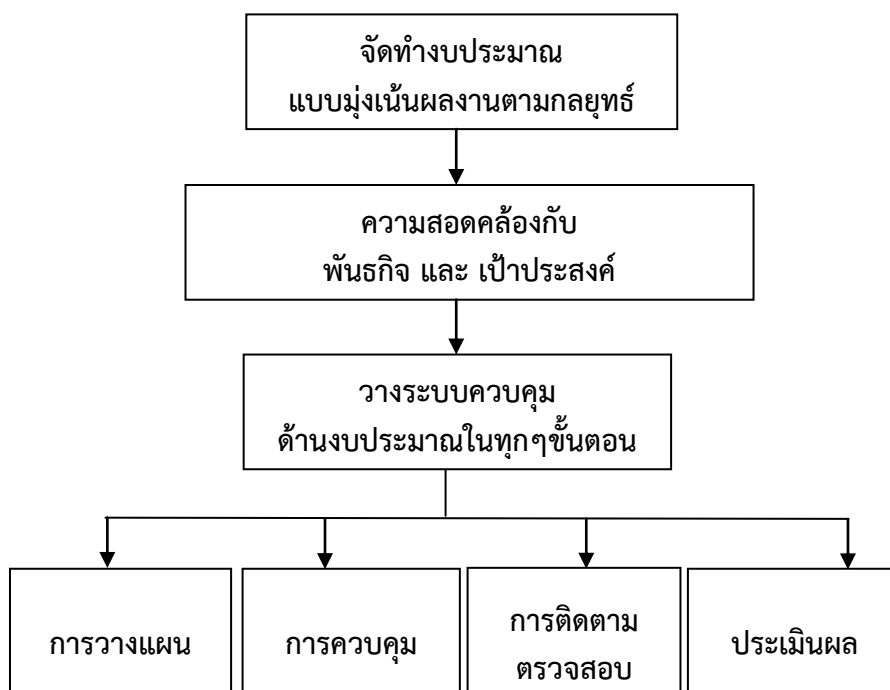 จัดทำงบประมาณ
แบบมุ่งเน้นผลงานตามกลยุทธ์
ความสอดคล้องกับ
พันธกิจ และ เป้าประสงค์
วางระบบควบคุม
ด้านงบประมาณในทุกๆขั้นตอน
การวางแผน
การควบคุม
การติดตาม
ตรวจสอบ
ประเมินผล